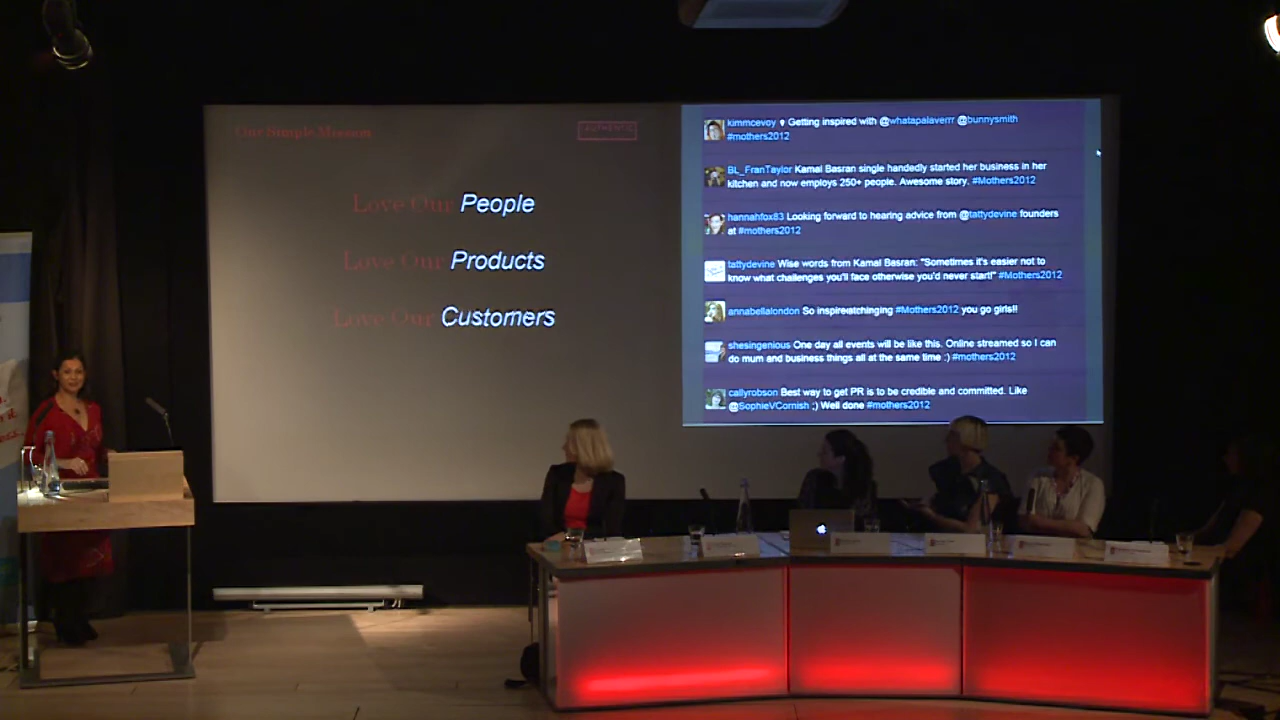 Our Simple Mission
AUTHENTIC
Love Our People
Love Our Products
Love Our Customers
kimmcevoy Getting inspired with @whatapalaverrr @bunnysmith
#mothers2012
BL_FranTaylor Kamal Basran single handedly started her business in her
kitchen and now employs 250+ people. Awesome story. #Mothers2012
hannahfox83 Looking forward to hearing advice from @tattydevine founders
at #mothers2012
tattydevine Wise words from Kamal Basran: "Sometimes it's easier not to
know what challenges you'll face otherwise you'd never start!" #Mothers2012
annabellalondon So inspirewatchinging #Mothers2012 you go girls!!
shesingenious One day all events will be like this. Online streamed so I can
do mum and business things all at the same time ;) #mothers2012
callyrobson Best way to get PR is to be credible and committed. Like
@SophieVCornish ;) Well done #mothers2012